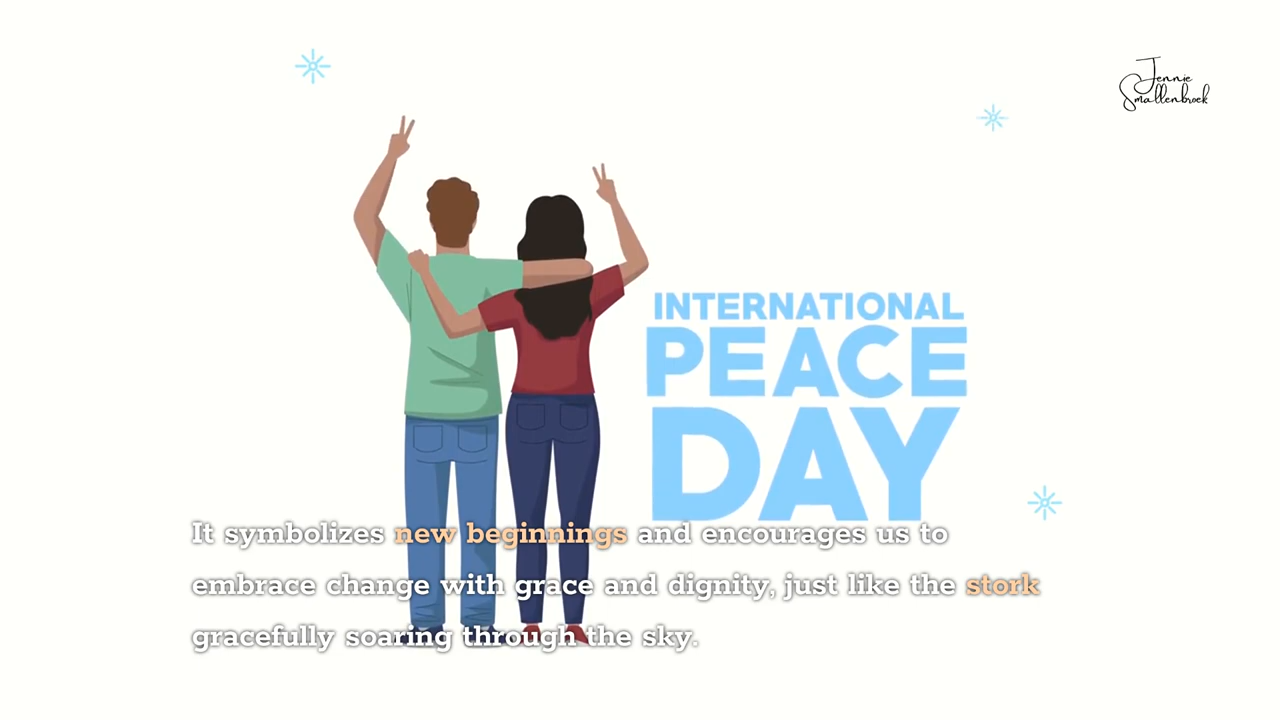 Jennie
Smallenbroek
INTERNATIONAL
PEACE
DAY
It symbolizes new beginnings and encourages us to
embrace change with grace and dignity, just like the stork
gracefully soaring through the sky.